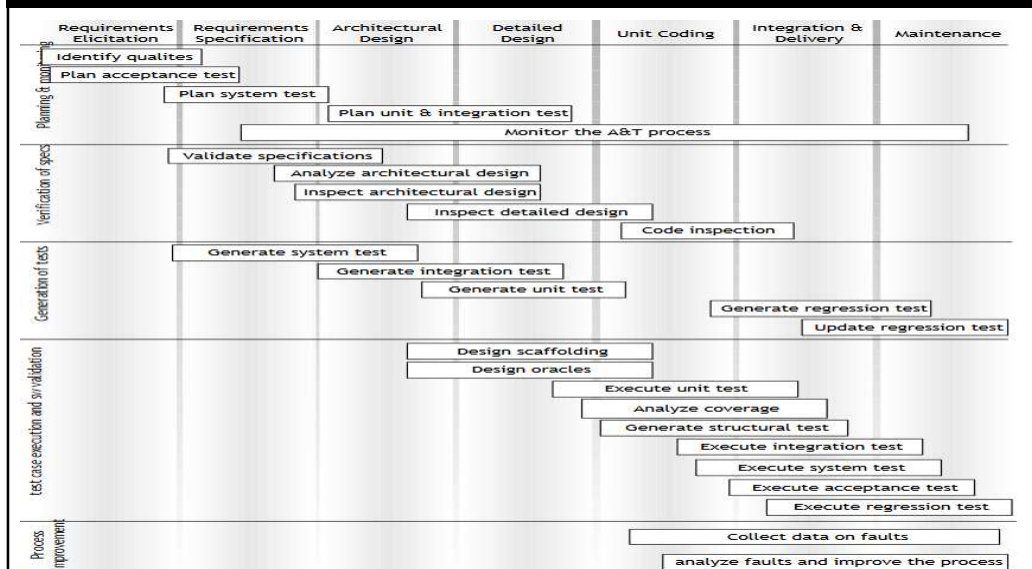 Requirements Elicitation
Requirements Specification
Architectural Design
Detailed Design
Unit Coding
Integration & Delivery
Maintenance
Planning &
Identify qualites
Plan acceptance test
Plan system test
Plan unit & integration test
Monitor the A&T process
Verification of specs
Validate specifications
Analyze architectural design
Inspect architectural design
Inspect detailed design
Code inspection
Generation of tests
Generate system test
Generate integration test
Generate unit test
Generate regression test
Update regression test
test case execution and sw validation
Design scaffolding
Design oracles
Execute unit test
Analyze coverage
Generate structural test
Execute integration test
Execute system test
Execute acceptance test
Execute regression test
Process
mprovement
Collect data on faults
analyze faults and improve the process